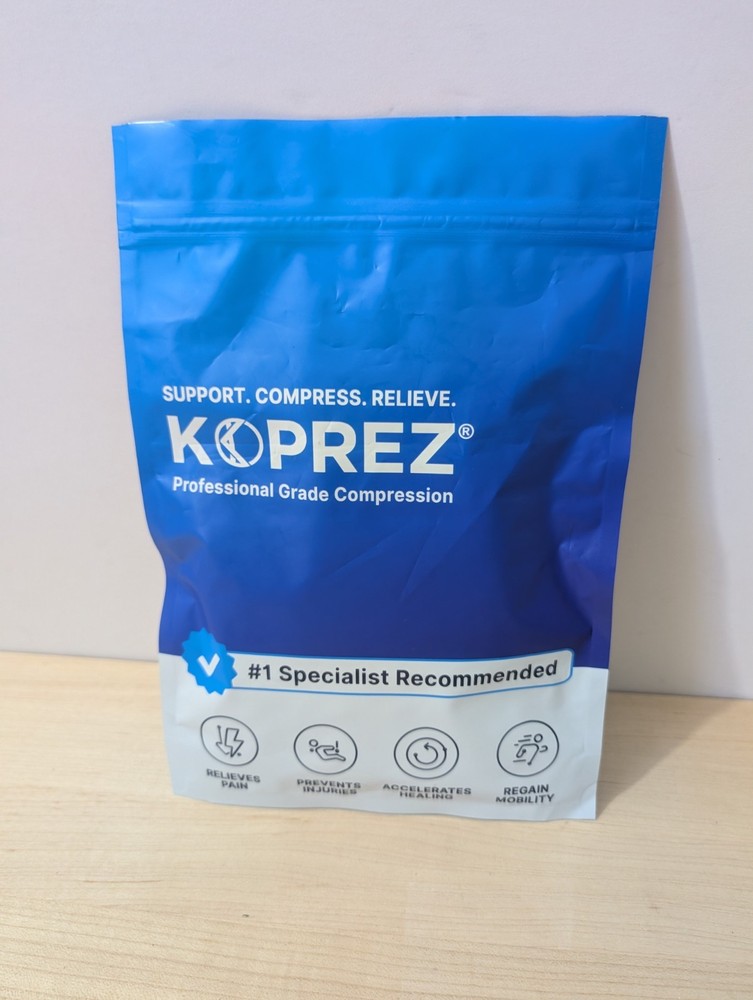 SUPPORT. COMPRESS. RELIEVE.
KOPREZ®
Professional Grade Compression
#1 Specialist Recommended
RELIEVES
PAIN
PREVENTS
INJURIES
ACCELERATES
HEALING
REGAIN
MOBILITY